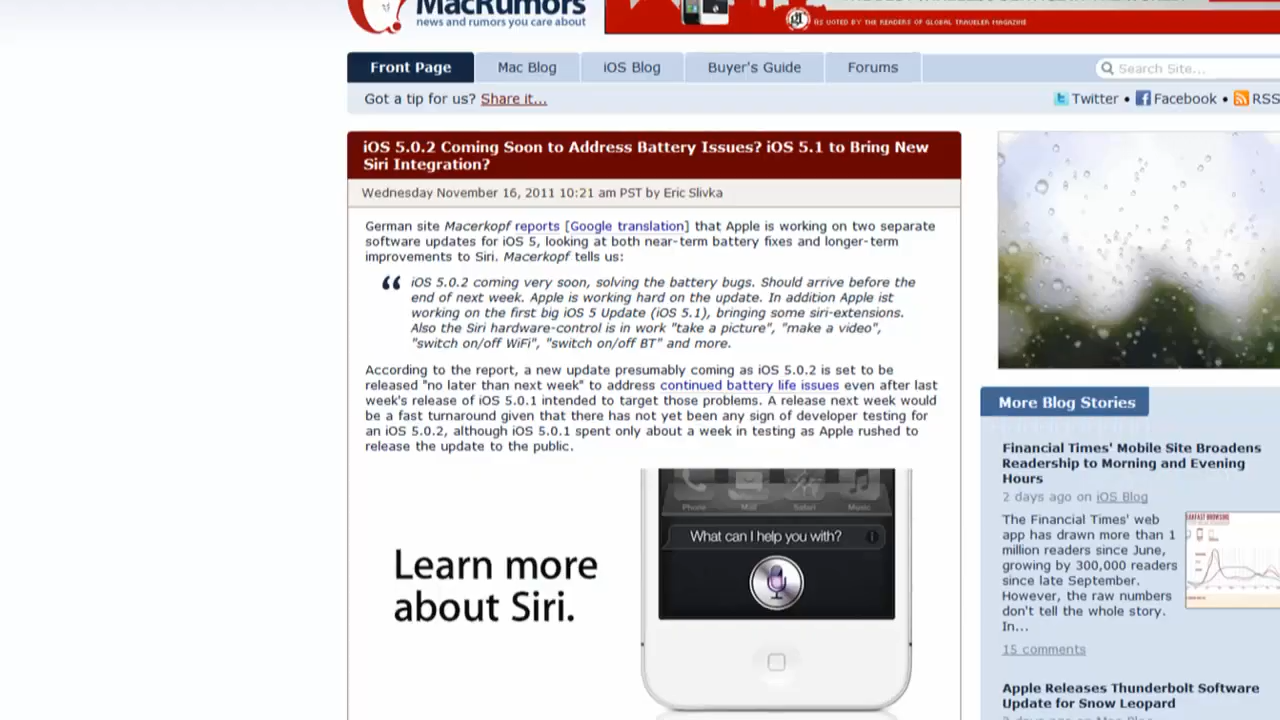 MacRumors
news and rumors you care about
AS VOTED BY THE READERS OF GLOBAL TRAVELER MAGAZINE
Front Page
Mac Blog
iOS Blog
Buyer's Guide
Forums
Search Site...
Got a tip for us? Share it...
Twitter • Facebook • RSS
iOS 5.0.2 Coming Soon to Address Battery Issues? iOS 5.1 to Bring New
Siri Integration?
Wednesday November 16, 2011 10:21 am PST by Eric Slivka
German site Macerkopf reports [Google translation] that Apple is working on two separate
software updates for iOS 5, looking at both near-term battery fixes and longer-term
improvements to Siri. Macerkopf tells us:
“ iOS 5.0.2 coming very soon, solving the battery bugs. Should arrive before the
end of next week. Apple is working hard on the update. In addition Apple ist
working on the first big iOS 5 Update (iOS 5.1), bringing some siri-extensions.
Also the Siri hardware-control is in work "take a picture", "make a video",
"switch on/off WiFi", "switch on/off BT" and more.
According to the report, a new update presumably coming as iOS 5.0.2 is set to be
released "no later than next week" to address continued battery life issues even after last
week's release of iOS 5.0.1 intended to target those problems. A release next week would
be a fast turnaround given that there has not yet been any sign of developer testing for
an iOS 5.0.2, although iOS 5.0.1 spent only about a week in testing as Apple rushed to
release the update to the public.
Phone Mail Safari Music
What can I help you with?
Learn more
about Siri.
More Blog Stories
Financial Times' Mobile Site Broadens
Readership to Morning and Evening
Hours
2 days ago on iOS Blog
The Financial Times' web
app has drawn more than 1
million readers since June,
growing by 300,000 readers
since late September.
However, the raw numbers
don't tell the whole story.
In...
15 comments
Apple Releases Thunderbolt Software
Update for Snow Leopard